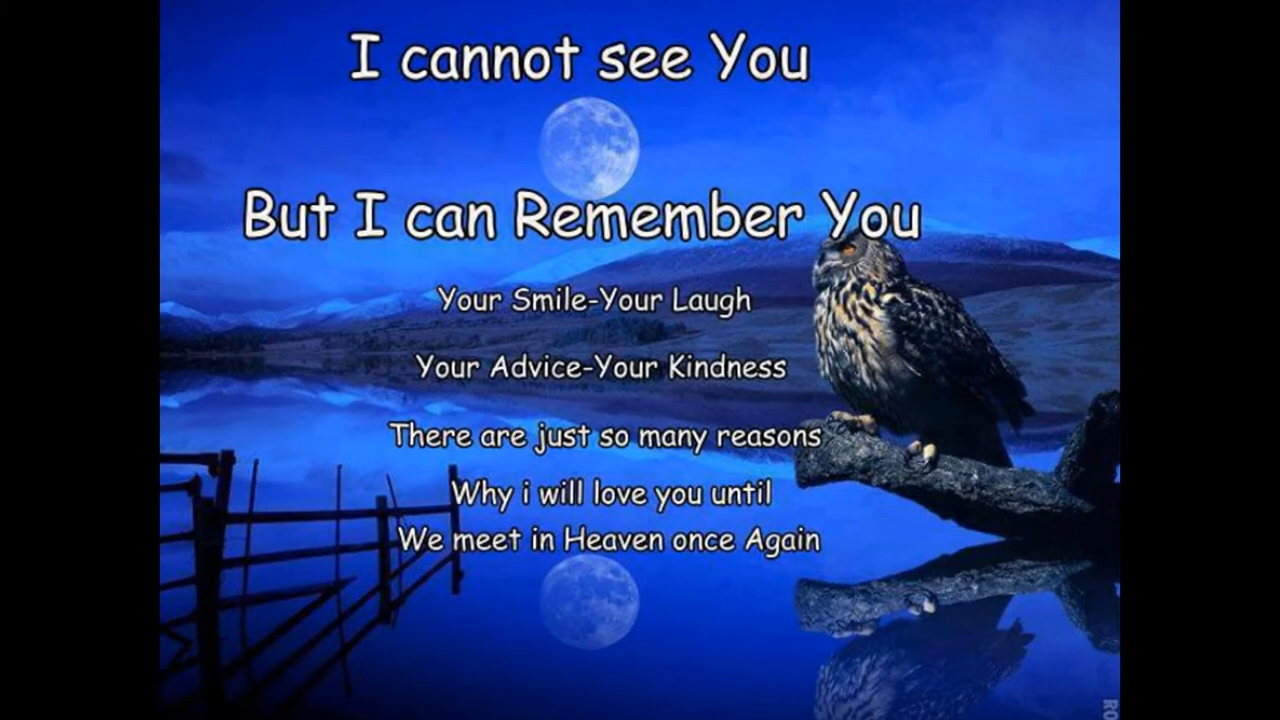 I cannot see You
But I can Remember You
Your Smile-Your Laugh
Your Advice-Your Kindness
There are just so many reasons
Why i will love you until
We meet in Heaven once Again